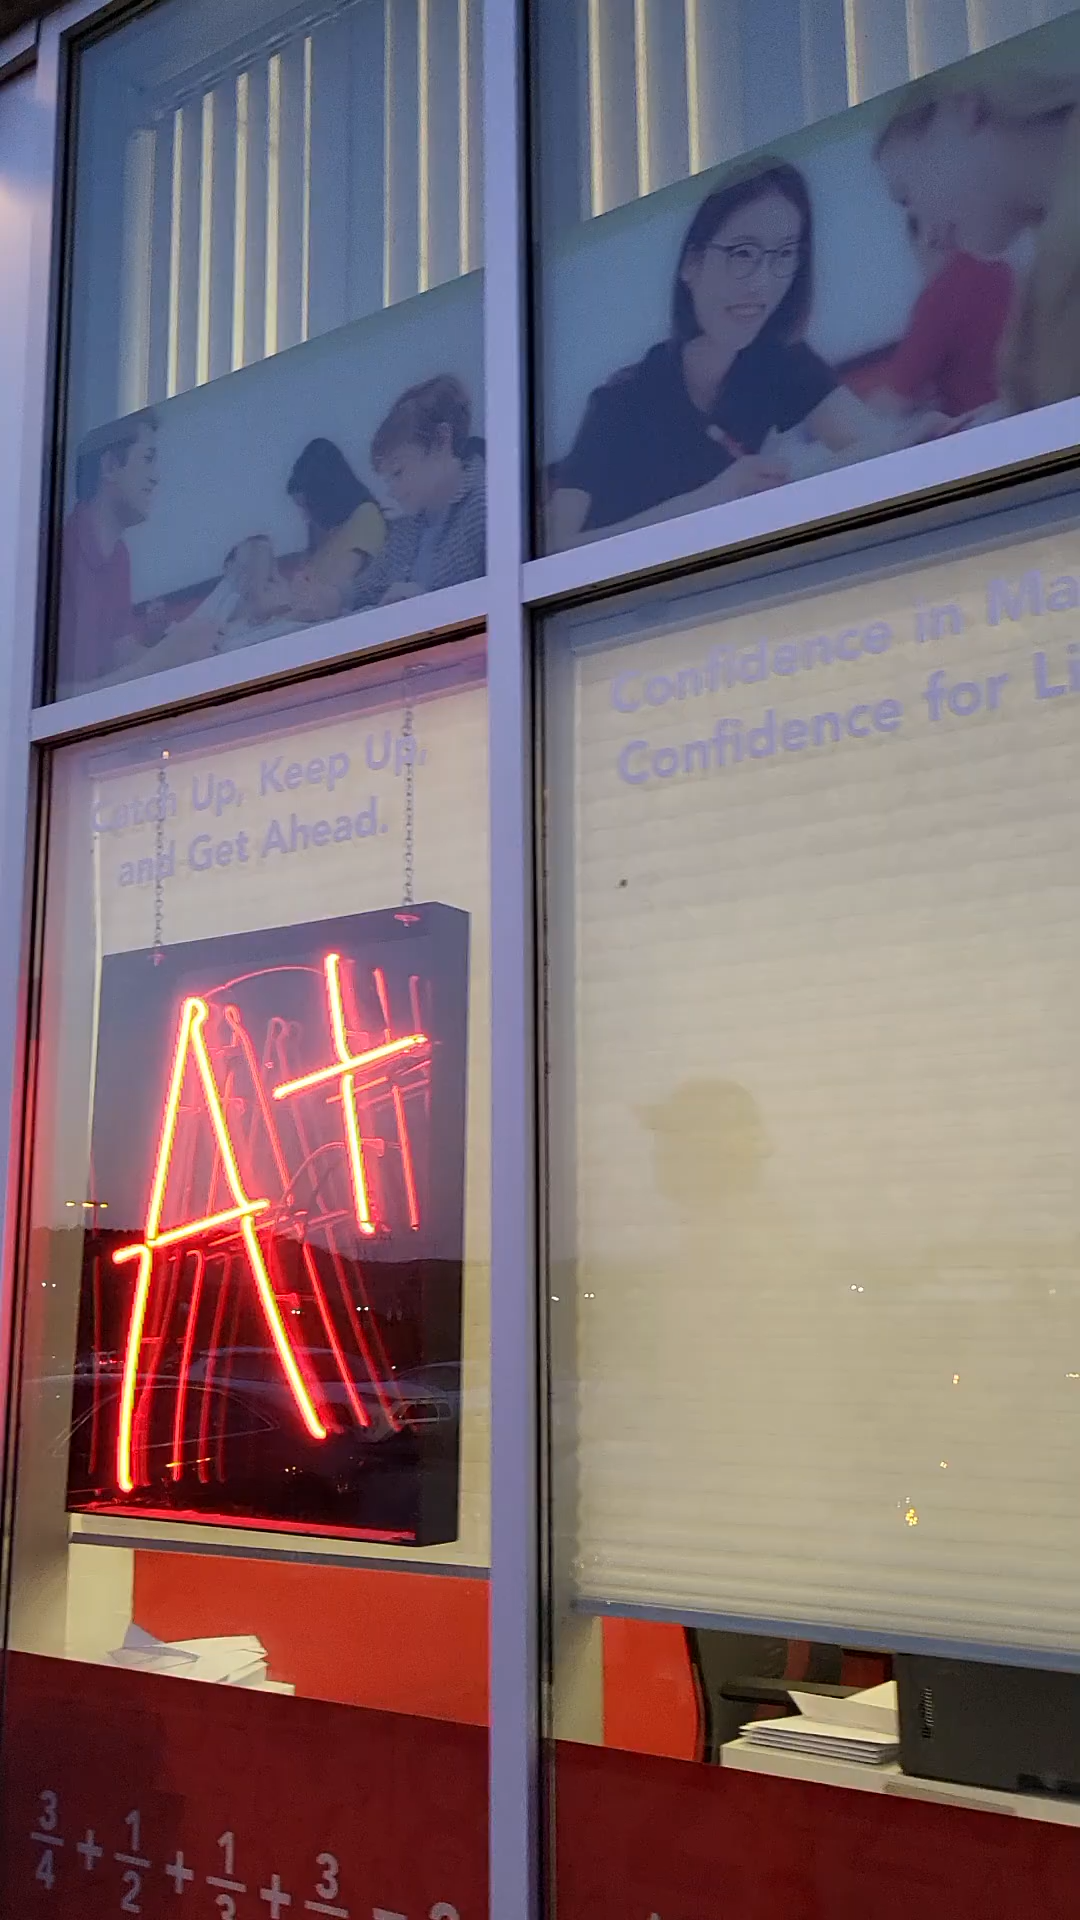 Confidence in Ma
Confidence for Li
Catch Up, Keep Up,
and Get Ahead.
A+
3/4 + 1/2 + 1/3 + 3